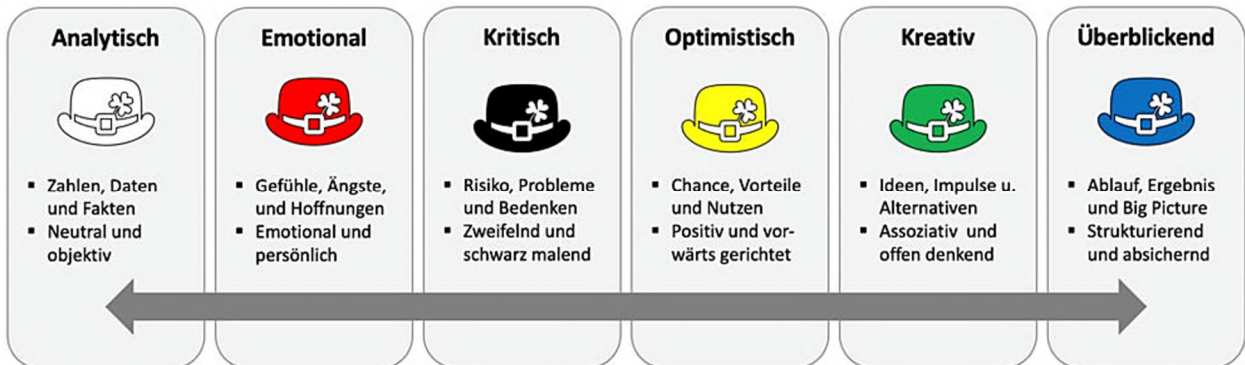 Analytisch
▪ Zahlen, Daten
und Fakten
▪ Neutral und
objektiv
Emotional
▪ Gefühle, Ängste,
und Hoffnungen
▪ Emotional und
persönlich
Kritisch
▪ Risiko, Probleme
und Bedenken
▪ Zweifelnd und
schwarz malend
Optimistisch
▪ Chance, Vorteile
und Nutzen
▪ Positiv und vor-
wärts gerichtet
Kreativ
▪ Ideen, Impulse u.
Alternativen
▪ Assoziativ und
offen denkend
Überblickend
▪ Ablauf, Ergebnis
und Big Picture
▪ Strukturierend
und absichernd